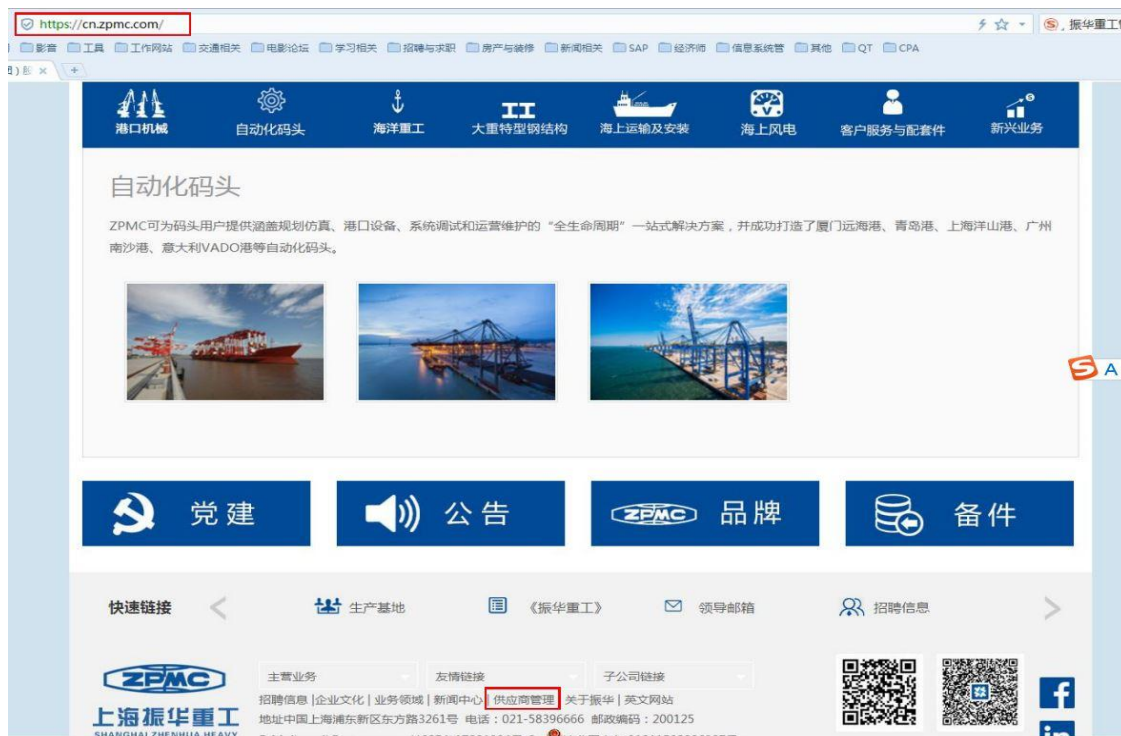 https://cn.zpmc.com/
振华重工
影音 工具 工作网站 交通相关 电影论坛 学习相关 招聘与求职 房产与装修 新闻相关 SAP 经济师 信息系统管 其他 QT CPA
港口机械 自动化码头 海洋重工 大重特型钢结构 海上运输及安装 海上风电 客户服务与配套件 新兴业务
自动化码头
ZPMC可为码头用户提供涵盖规划仿真、港口设备、系统调试和运营维护的“全生命周期”一站式解决方案，并成功打造了厦门远海港、青岛港、上海洋山港、广州
南沙港、意大利VADO港等自动化码头。
A
党建 公告 ZPMC 品牌 备件
快速链接 生产基地 《振华重工》 领导邮箱 招聘信息
ZPMC
主营业务 友情链接 子公司链接
招聘信息 |企业文化 | 业务领域 | 新闻中心 | 供应商管理 | 关于振华 | 英文网站
上海振华重工
地址中国上海浦东新区东方路3261号 电话：021-58396666 邮政编码：200125
SHANGHAI ZHENHUA HEAVY
f
in